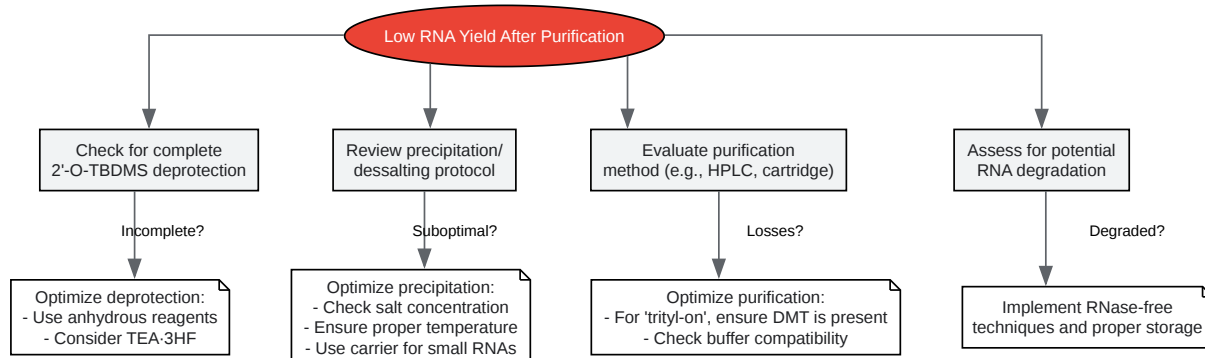 Low RNA Yield After Purification
Check for complete
2'-O-TBDMS deprotection
Review precipitation/
dessalting protocol
Evaluate purification
method (e.g., HPLC, cartridge)
Assess for potential
RNA degradation
Incomplete?
Suboptimal?
Losses?
Degraded?
Optimize deprotection:
- Use anhydrous reagents
- Consider TEA·3HF
Optimize precipitation:
- Check salt concentration
- Ensure proper temperature
- Use carrier for small RNAs
Optimize purification:
- For 'trityl-on', ensure DMT is present
- Check buffer compatibility
Implement RNase-free
techniques and proper storage